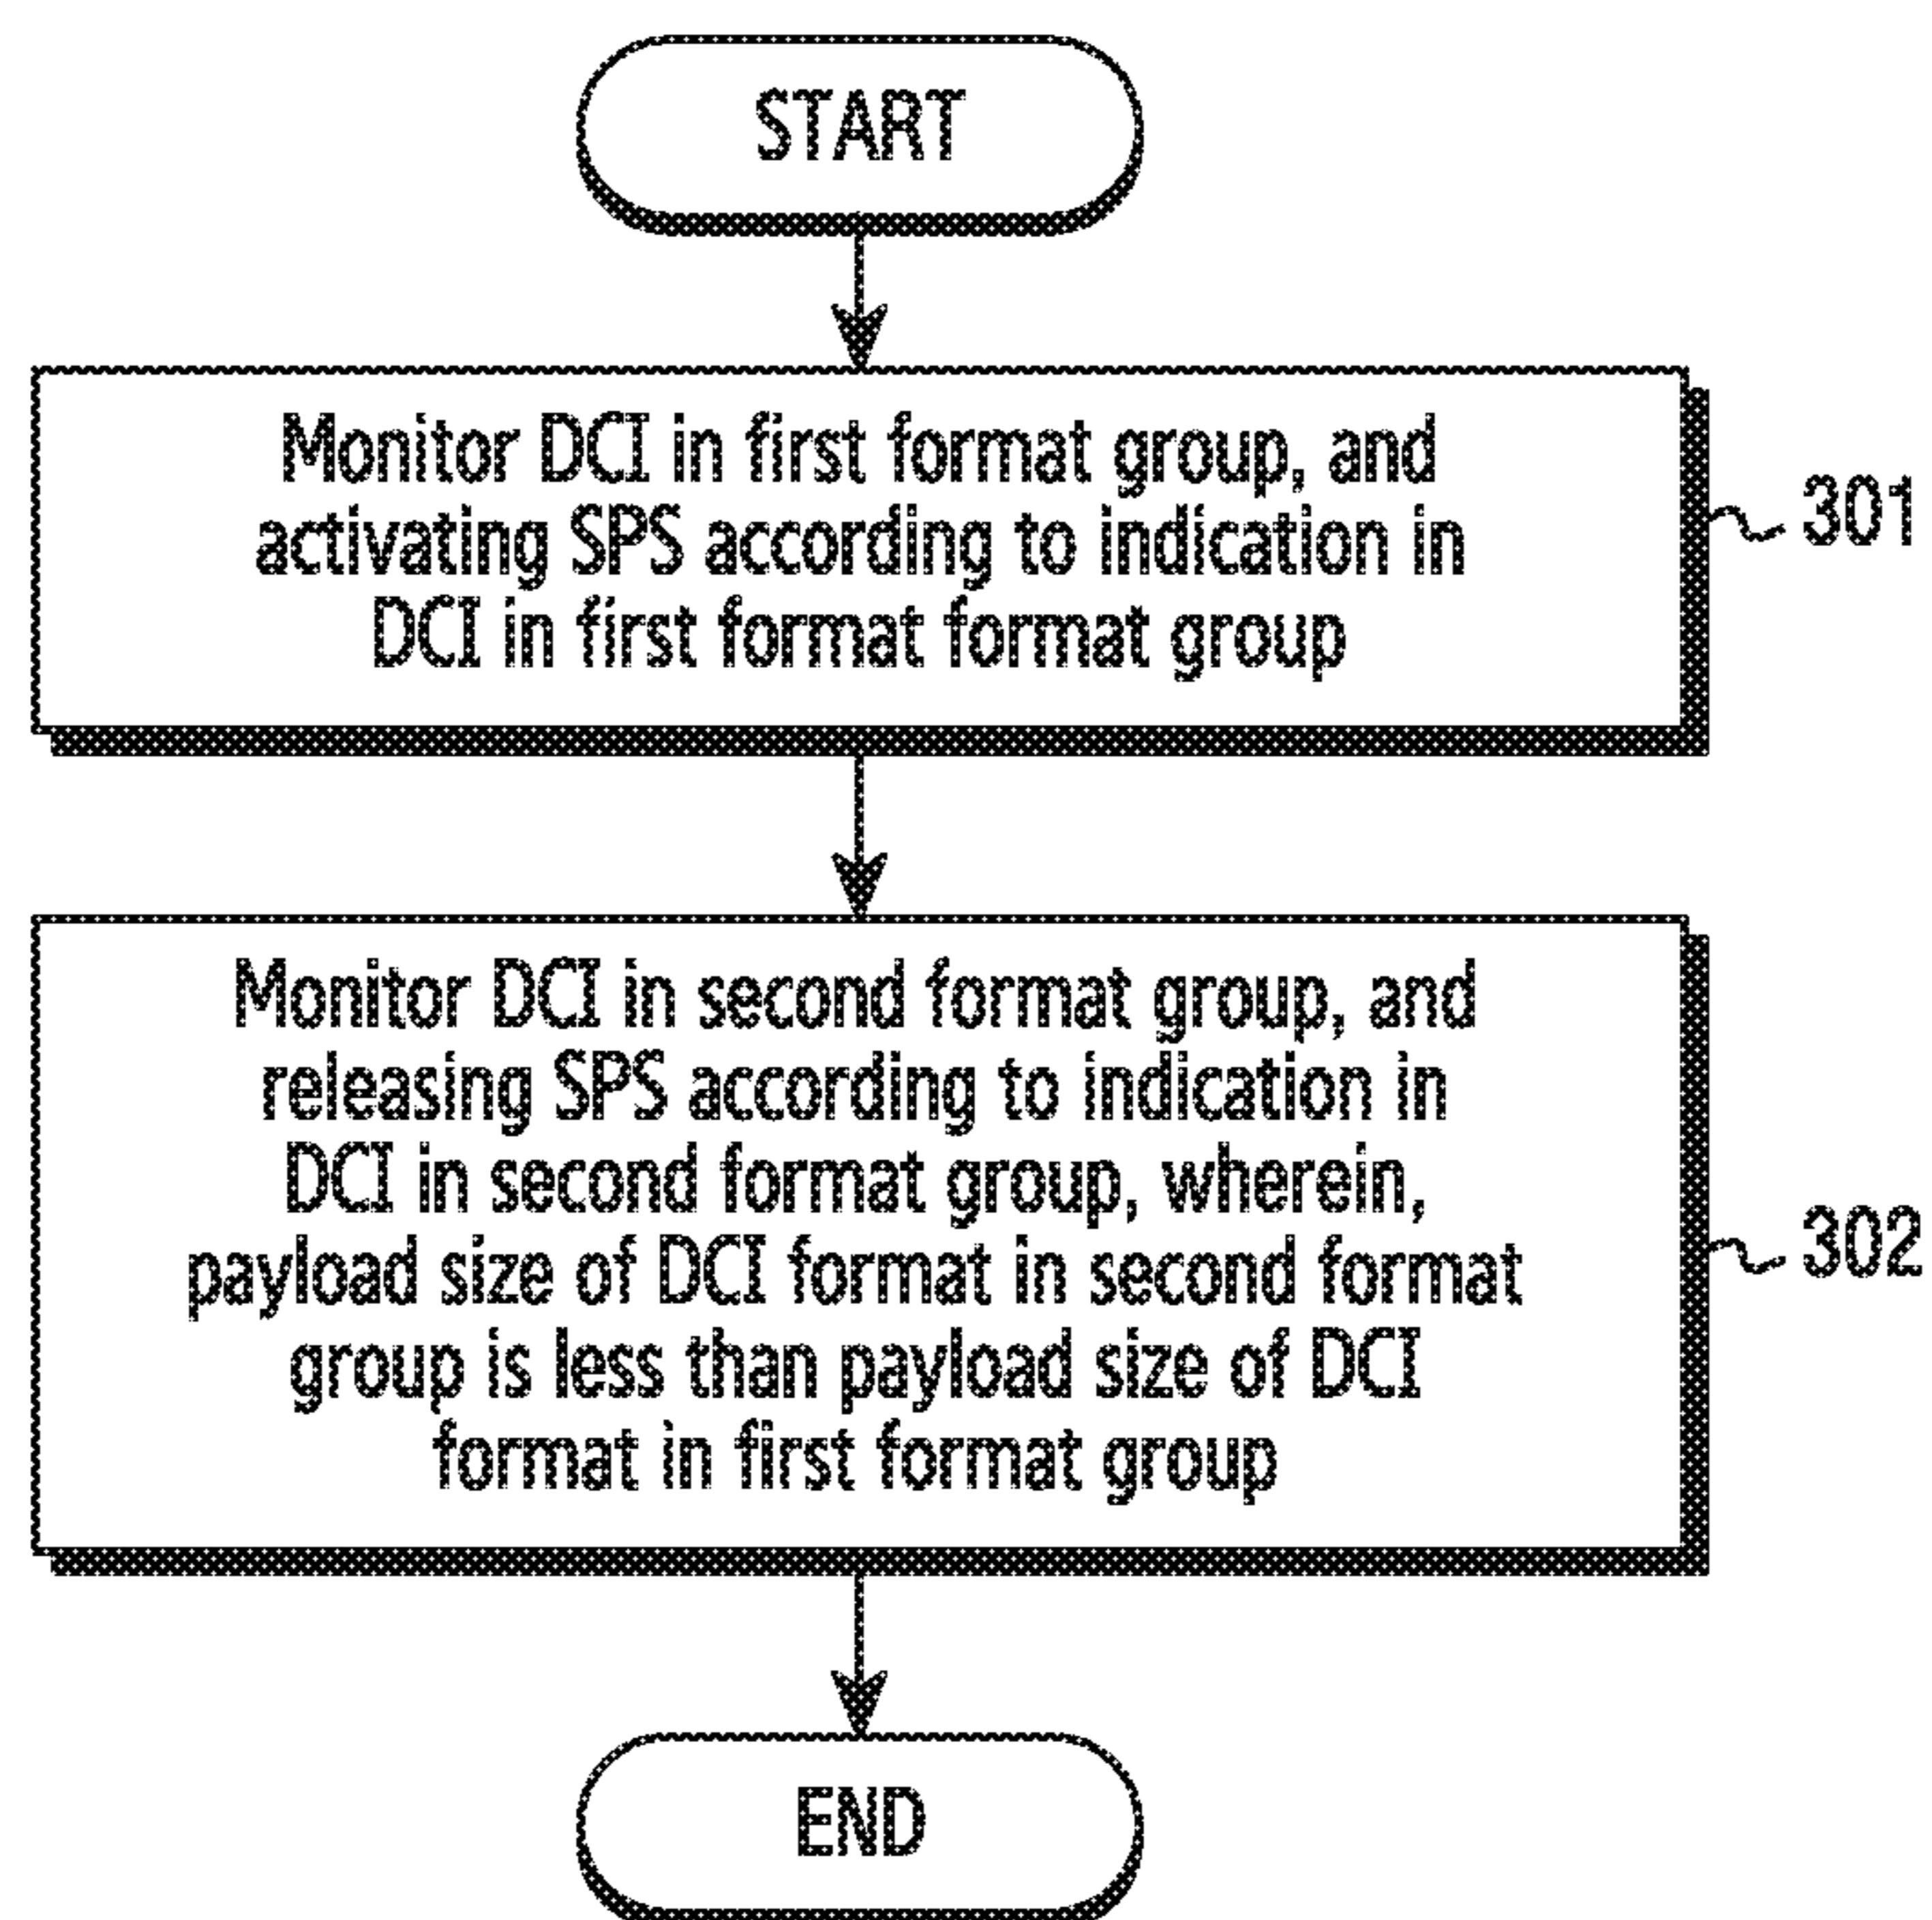 START
Monitor DCI in first format group, and
activating SPS according to indication in
DCI in first format format group
301
Monitor DCI in second format group, and
releasing SPS according to indication in
DCI in second format group, wherein,
payload size of DCI format in second format
group is less than payload size of DCI
format in first format group
302
END